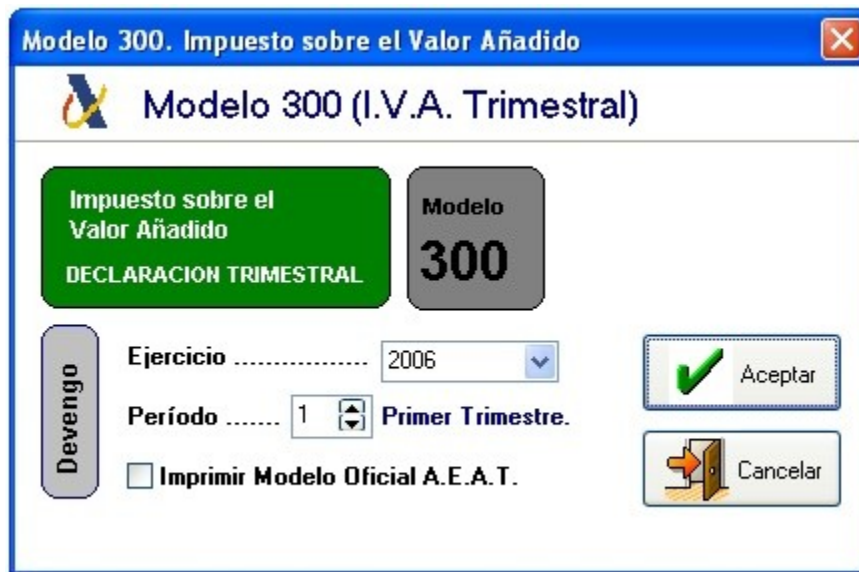 Modelo 300. Impuesto sobre el Valor Añadido
Modelo 300 (I.V.A. Trimestral)
Impuesto sobre el
Valor Añadido
DECLARACION TRIMESTRAL
Modelo
300
Devengo
Ejercicio ................. 2006
Período ....... 1 Primer Trimestre.
Imprimir Modelo Oficial A.E.A.T.
Aceptar
Cancelar